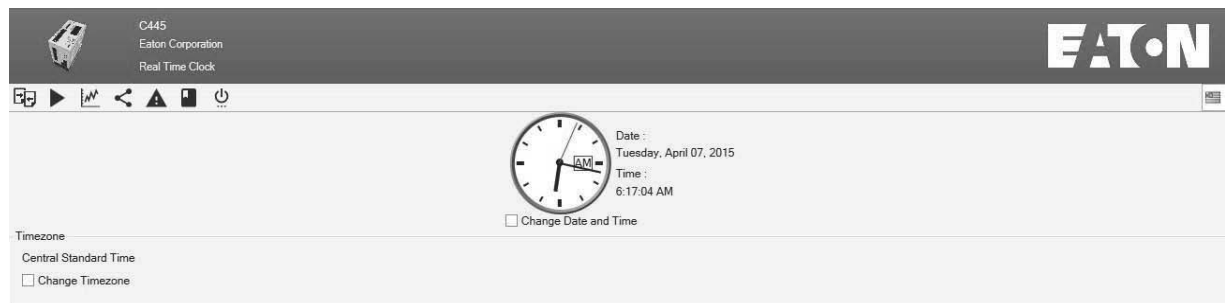 C445
Eaton Corporation
Real Time Clock
EATON
AM
Date :
Tuesday, April 07, 2015
Time :
6:17:04 AM
Change Date and Time
Timezone
Central Standard Time
Change Timezone